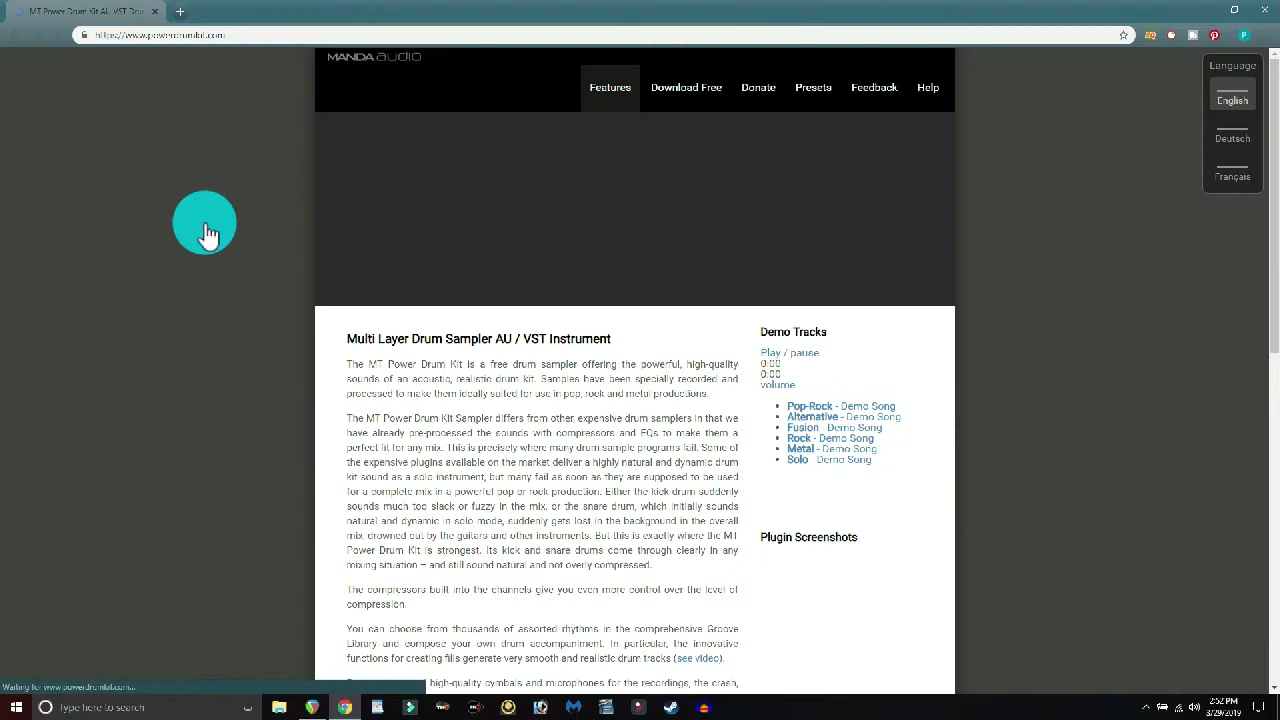 MT Power Drum Kit AU, VST Dru
https://www.powerdrumkit.com
MANDA audio
Features
Download Free
Donate
Presets
Feedback
Help
Language
English
Deutsch
Français
Multi Layer Drum Sampler AU / VST Instrument
The MT Power Drum Kit is a free drum sampler offering the powerful, high-quality
sounds of an acoustic, realistic drum kit. Samples have been specially recorded and
processed to make them ideally suited for use in pop, rock and metal productions.
The MT Power Drum Kit Sampler differs from other, expensive drum samplers in that we
have already pre-processed the sounds with compressors and EQs to make them a
perfect fit for any mix. This is precisely where many drum sample programs fail. Some of
the expensive plugins available on the market deliver a highly natural and dynamic drum
kit sound as a solo instrument, but many fail as soon as they are supposed to be used
for a complete mix in a powerful pop or rock production. Either the kick drum suddenly
sounds much too slack or fuzzy in the mix, or the snare drum, which initially sounds
natural and dynamic in solo mode, suddenly gets lost in the background in the overall
mix, drowned out by the guitars and other instruments. But this is exactly where the MT
Power Drum Kit is strongest. Its kick and snare drums come through clearly in any
mixing situation – and still sound natural and not overly compressed.
The compressors built into the channels give you even more control over the level of
compression.
You can choose from thousands of assorted rhythms in the comprehensive Groove
Library and compose your own drum accompaniment. In particular, the innovative
functions for creating fills generate very smooth and realistic drum tracks (see video).
high-quality cymbals and microphones for the recordings, the crash,
Demo Tracks
Play / pause
0:00
0:00
volume
Pop-Rock - Demo Song
Alternative - Demo Song
Fusion - Demo Song
Rock - Demo Song
Metal - Demo Song
Solo - Demo Song
Plugin Screenshots
Waiting for www.powerdrumkit.com...
Type here to search
2:52 PM
3/29/2019